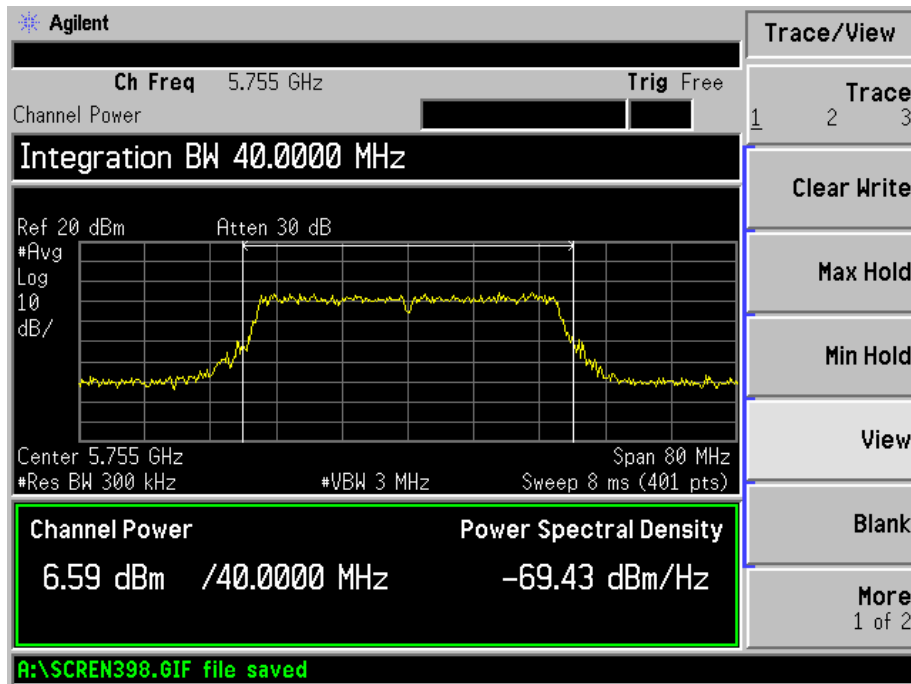 Agilent
Ch Freq 5.755 GHz Trig Free
Channel Power
Integration BW 40.0000 MHz
Ref 20 dBm Atten 30 dB
#Avg
Log
10
dB/
Center 5.755 GHz Span 80 MHz
#Res BW 300 kHz #VBW 3 MHz Sweep 8 ms (401 pts)
Channel Power Power Spectral Density
6.59 dBm /40.0000 MHz -69.43 dBm/Hz
A:\SCREN398.GIF file saved
Trace/View
Trace
1 2 3
Clear Write
Max Hold
Min Hold
View
Blank
More
1 of 2